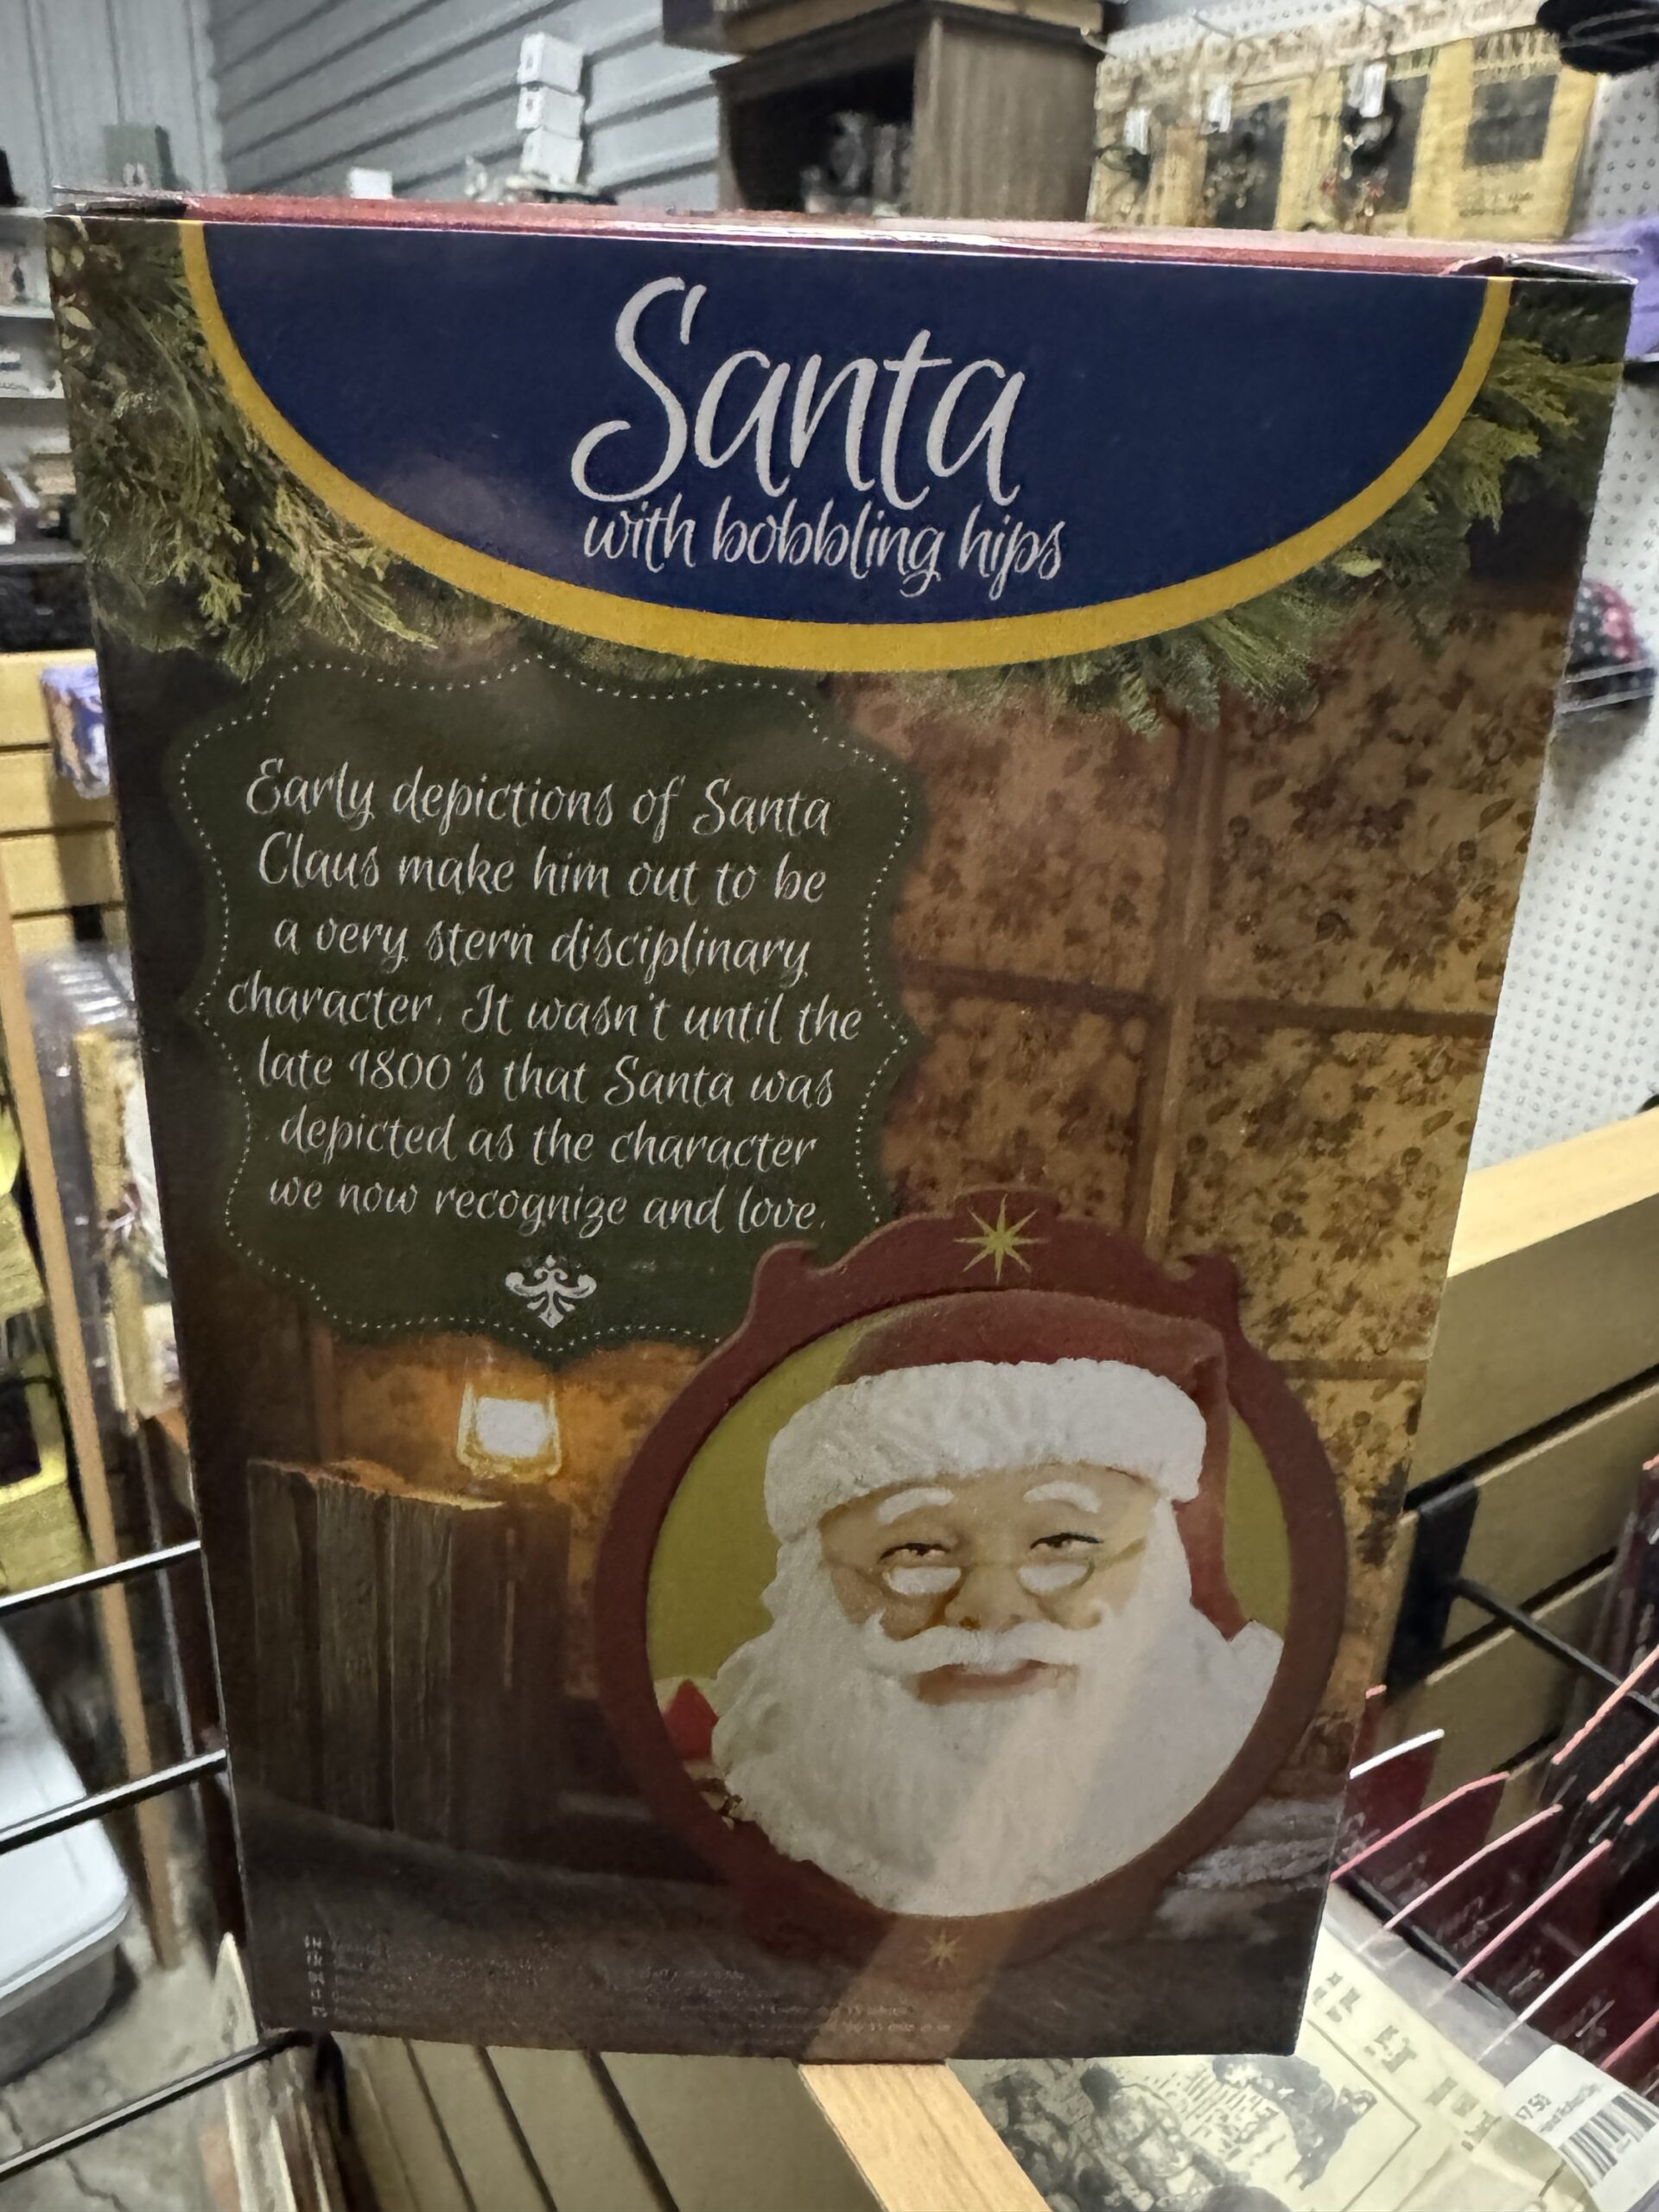 Santa
with bobbling hips
Early depictions of Santa
Claus make him out to be
a very stern disciplinary
character. It wasn't until the
late 1800's that Santa was
depicted as the character
we now recognize and love.